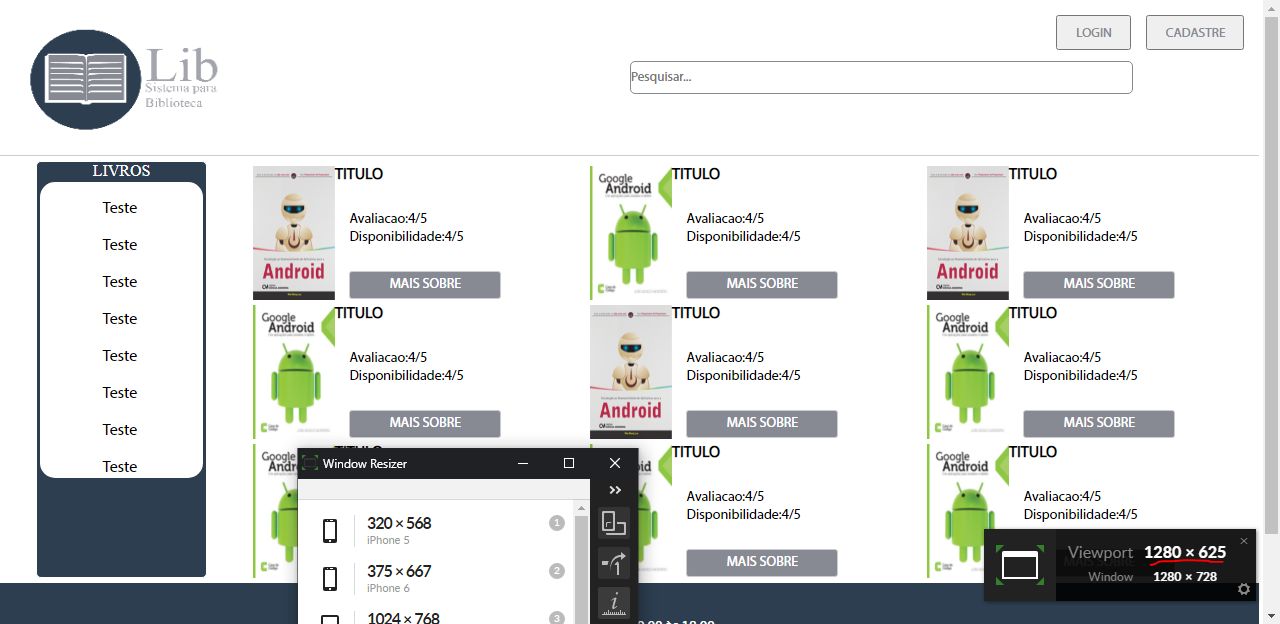 LOGIN
CADASTRE
Lib
Sistema para
Biblioteca
Pesquisar...
LIVROS
Teste
Teste
Teste
Teste
Teste
Teste
Teste
Teste
Android
TITULO
Avaliacao:4/5
Disponibilidade:4/5
MAIS SOBRE
Google
Android
TITULO
Avaliacao:4/5
Disponibilidade:4/5
MAIS SOBRE
Android
TITULO
Avaliacao:4/5
Disponibilidade:4/5
MAIS SOBRE
Google
Android
TITULO
Avaliacao:4/5
Disponibilidade:4/5
MAIS SOBRE
Android
TITULO
Avaliacao:4/5
Disponibilidade:4/5
MAIS SOBRE
Google
Android
TITULO
Avaliacao:4/5
Disponibilidade:4/5
MAIS SOBRE
TITULO
TITULO
Avaliacao:4/5
Disponibilidade:4/5
MAIS SOBRE
Google
Android
TITULO
Avaliacao:4/5
Disponibilidade:4/5
Window Resizer
320 × 568
iPhone 5
1
375 × 667
iPhone 6
2
1024 × 768
3
Viewport 1280 × 625
Window 1280 × 728